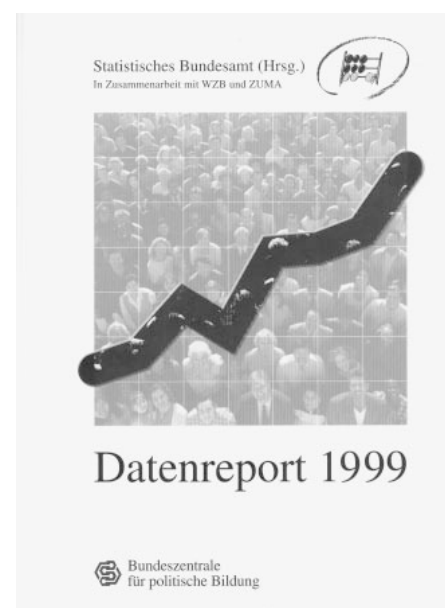 Statistisches Bundesamt (Hrsg.)
In Zusammenarbeit mit WZB und ZUMA
Datenreport 1999
Bundeszentrale
für politische Bildung